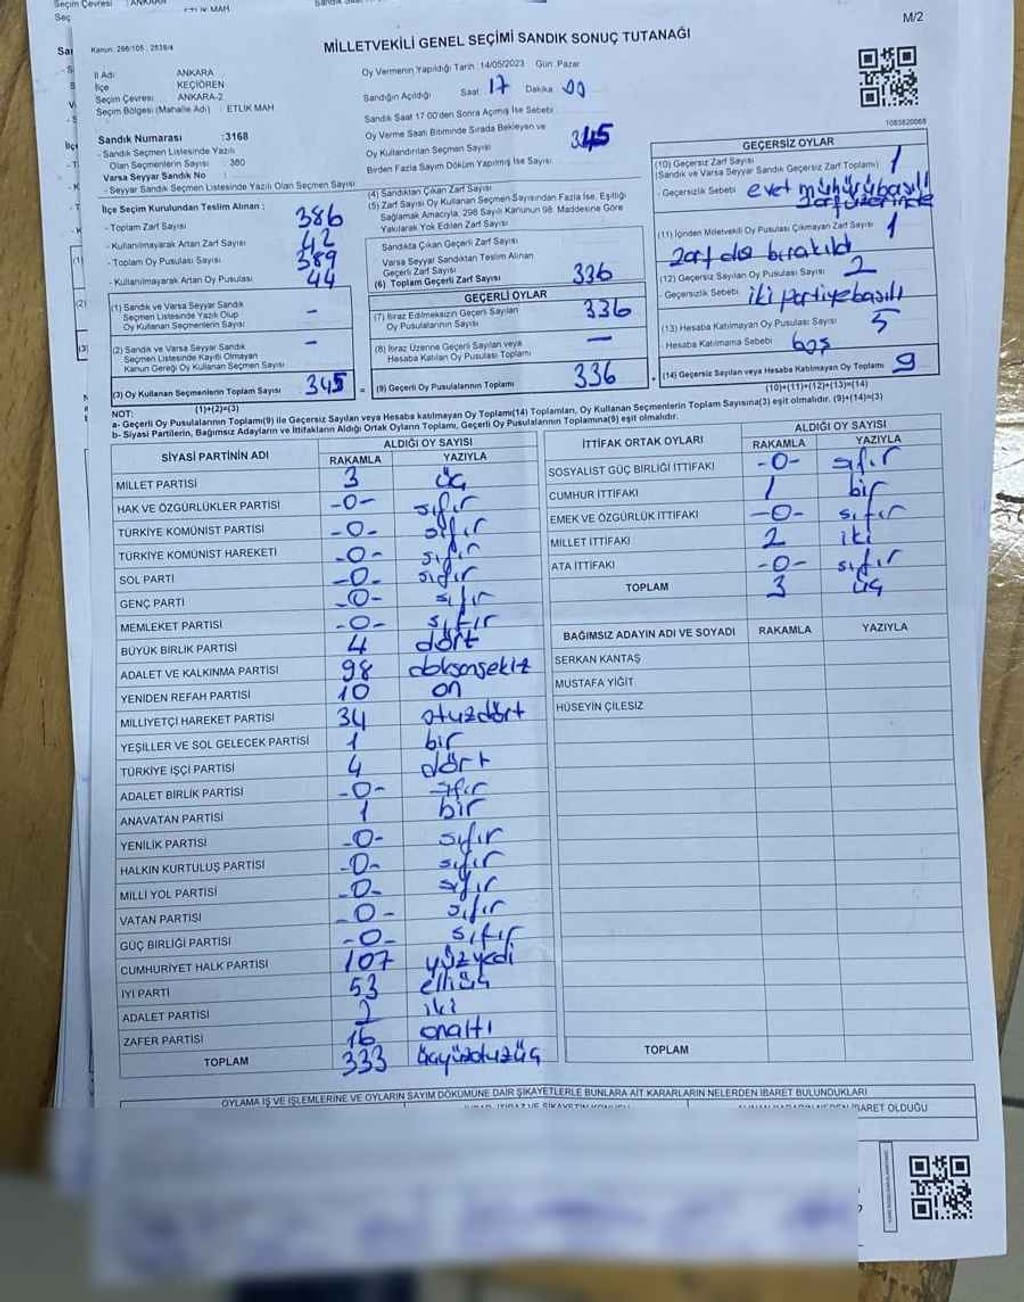 Seçim Çevresi
Seç
ETLİK MAH
M/2
Kanun: 298/105, 2839/4
MİLLETVEKİLİ GENEL SEÇİMİ SANDIK SONUÇ TUTANAĞI
İl Adı ANKARA
İlçe KEÇİÖREN
Seçim Çevresi ANKARA-2
Seçim Bölgesi (Mahalle Adı) : ETLİK MAH
Sandık Numarası :3168
- Sandık Seçmen Listesinde Yazılı
Olan Seçmenlerin Sayısı : 380
Varsa Seyyar Sandık No :
- Seyyar Sandık Seçmen Listesinde Yazılı Olan Seçmen Sayısı
Oy Vermenin Yapıldığı Tarih :14/05/2023 Gün :Pazar
Sandığın Açıldığı Saat 17 Dakika 00
Sandık Saat 17:00'den Sonra Açılmış İse Sebebi
Oy Verme Saati Bitiminde Sırada Bekleyen ve
Oy Kullandırılan Seçmen Sayısı 345
Birden Fazla Sayım Döküm Yapılmış İse Sayısı
1083820068
İlçe Seçim Kurulundan Teslim Alınan :
- Toplam Zarf Sayısı 386
- Kullanılmayarak Artan Zarf Sayısı 42
- Toplam Oy Pusulası Sayısı 389
- Kullanılmayarak Artan Oy Pusulası 44
(1) Sandık ve Varsa Seyyar Sandık
Seçmen Listesinde Yazılı Olup
Oy Kullanan Seçmenlerin Sayısı -
(2) Sandık ve Varsa Seyyar Sandık
Seçmen Listesinde Kayıtlı Olmayan
Kanun Gereği Oy Kullanan Seçmen Sayısı -
(3) Oy Kullanan Seçmenlerin Toplam Sayısı 345
(1)+(2)=(3)
(4) Sandıktan Çıkan Zarf Sayısı
(5) Zarf Sayısı Oy Kullanan Seçmen Sayısından Fazla İse, Eşitliği
Sağlamak Amacıyla, 298 Sayılı Kanunun 98. Maddesine Göre
Yakılarak Yok Edilen Zarf Sayısı
Sandıkta Çıkan Geçerli Zarf Sayısı
Varsa Seyyar Sandıktan Teslim Alınan
Geçerli Zarf Sayısı
(6) Toplam Geçerli Zarf Sayısı 336
GEÇERLİ OYLAR
(7) İtiraz Edilmeksizin Geçerli Sayılan
Oy Pusulalarının Sayısı 336
(8) İtiraz Üzerine Geçerli Sayılan veya
Hesaba Katılan Oy Pusulası Toplamı -
= (9) Geçerli Oy Pusulalarının Toplamı 336
GEÇERSİZ OYLAR
(10) Geçersiz Zarf Sayısı
(Sandık ve Varsa Seyyar Sandık Geçersiz Zarf Toplamı) 1
- Geçersizlik Sebebi evet mühürü basılı
zarf üzerinde
(11) İçinden Milletvekili Oy Pusulası Çıkmayan Zarf Sayısı 1
zarf dışı bırakıldı
(12) Geçersiz Sayılan Oy Pusulası Sayısı 2
- Geçersizlik Sebebi iki partiye basılı
(13) Hesaba Katılmayan Oy Pusulası Sayısı 5
Hesaba Katılmama Sebebi boş
(14) Geçersiz Sayılan veya Hesaba Katılmayan Oy Toplamı 9
(10)+(11)+(12)+(13)=(14)
NOT:
a- Geçerli Oy Pusulalarının Toplamı(9) ile Geçersiz Sayılan veya Hesaba katılmayan Oy Toplamı(14) Toplamları, Oy Kullanan Seçmenlerin Toplam Sayısına(3) eşit olmalıdır. (9)+(14)=(3)
b- Siyasi Partilerin, Bağımsız Adayların ve İttifakların Aldığı Ortak Oyların Toplamı, Geçerli Oy Pusulalarının Toplamına(9) eşit olmalıdır.
SİYASİ PARTİNİN ADI ALDIĞI OY SAYISI
RAKAMLA YAZIYLA
MİLLET PARTİSİ 3 üç
HAK VE ÖZGÜRLÜKLER PARTİSİ -0- sıfır
TÜRKİYE KOMÜNİST PARTİSİ -0- sıfır
TÜRKİYE KOMÜNİST HAREKETİ -0- sıfır
SOL PARTİ -0- sıfır
GENÇ PARTİ -0- sıfır
MEMLEKET PARTİSİ -0- sıfır
BÜYÜK BİRLİK PARTİSİ 4 dört
ADALET VE KALKINMA PARTİSİ 98 doksansekiz
YENİDEN REFAH PARTİSİ 10 on
MİLLİYETÇİ HAREKET PARTİSİ 34 otuzdört
YEŞİLLER VE SOL GELECEK PARTİSİ 1 bir
TÜRKİYE İŞÇİ PARTİSİ 4 dört
ADALET BİRLİK PARTİSİ -0- sıfır
ANAVATAN PARTİSİ 1 bir
YENİLİK PARTİSİ -0- sıfır
HALKIN KURTULUŞ PARTİSİ -0- sıfır
MİLLİ YOL PARTİSİ -0- sıfır
VATAN PARTİSİ -0- sıfır
GÜÇ BİRLİĞİ PARTİSİ -0- sıfır
CUMHURİYET HALK PARTİSİ 107 yüzyedi
İYİ PARTİ 53 elliüç
ADALET PARTİSİ 2 iki
ZAFER PARTİSİ 16 onaltı
TOPLAM 333 üçyüzotuzüç
İTTİFAK ORTAK OYLARI ALDIĞI OY SAYISI
RAKAMLA YAZIYLA
SOSYALİST GÜÇ BİRLİĞİ İTTİFAKI -0- sıfır
CUMHUR İTTİFAKI 1 bir
EMEK VE ÖZGÜRLÜK İTTİFAKI -0- sıfır
MİLLET İTTİFAKI 2 iki
ATA İTTİFAKI -0- sıfır
TOPLAM 3 üç
BAĞIMSIZ ADAYIN ADI VE SOYADI RAKAMLA YAZIYLA
SERKAN KANTAŞ
MUSTAFA YİĞİT
HÜSEYİN ÇİLESİZ
TOPLAM
OYLAMA İŞ VE İŞLEMLERİNE VE OYLARIN SAYIM DÖKÜMÜNE DAİR ŞİKAYETLERLE BUNLARA AİT KARARLARIN NELERDEN İBARET BULUNDUKLARI
İBARET OLDUĞU